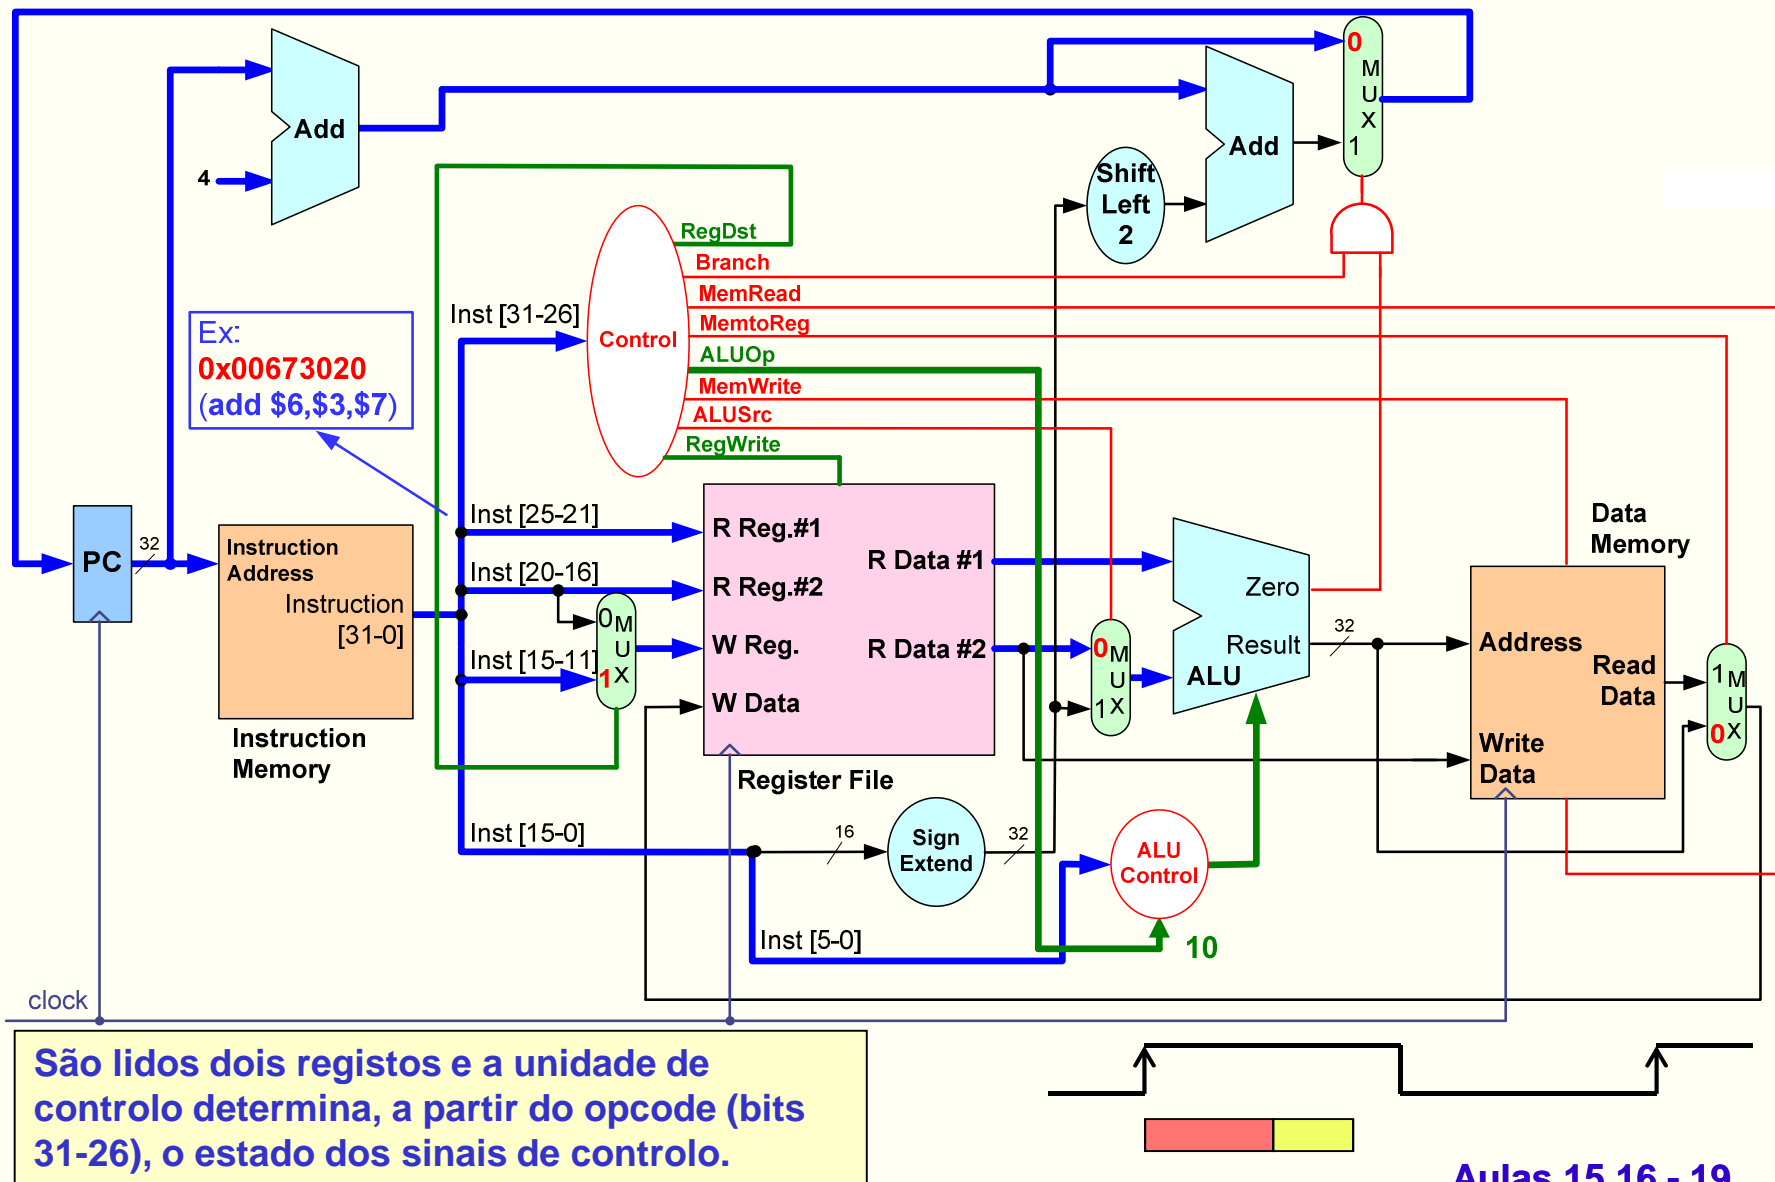 0
M
U
X
1
Add
4
Add
Shift
Left
2
RegDst
Branch
MemRead
MemtoReg
ALUOp
MemWrite
ALUSrc
RegWrite
Inst [31-26]
Control
Ex:
0x00673020
(add $6,$3,$7)
PC
32
Instruction
Address
Instruction
[31-0]
Instruction
Memory
Inst [25-21]
Inst [20-16]
Inst [15-11]
0
M
U
X
1
R Reg.#1
R Reg.#2
W Reg.
W Data
R Data #1
R Data #2
Register File
0
M
U
X
1
Zero
Result
ALU
32
Data
Memory
Address
Read
Data
Write
Data
1
M
U
X
0
Inst [15-0]
16
Sign
Extend
32
ALU
Control
Inst [5-0]
10
clock
São lidos dois registos e a unidade de
controlo determina, a partir do opcode (bits
31-26), o estado dos sinais de controlo.
Aulas 15,16 - 19